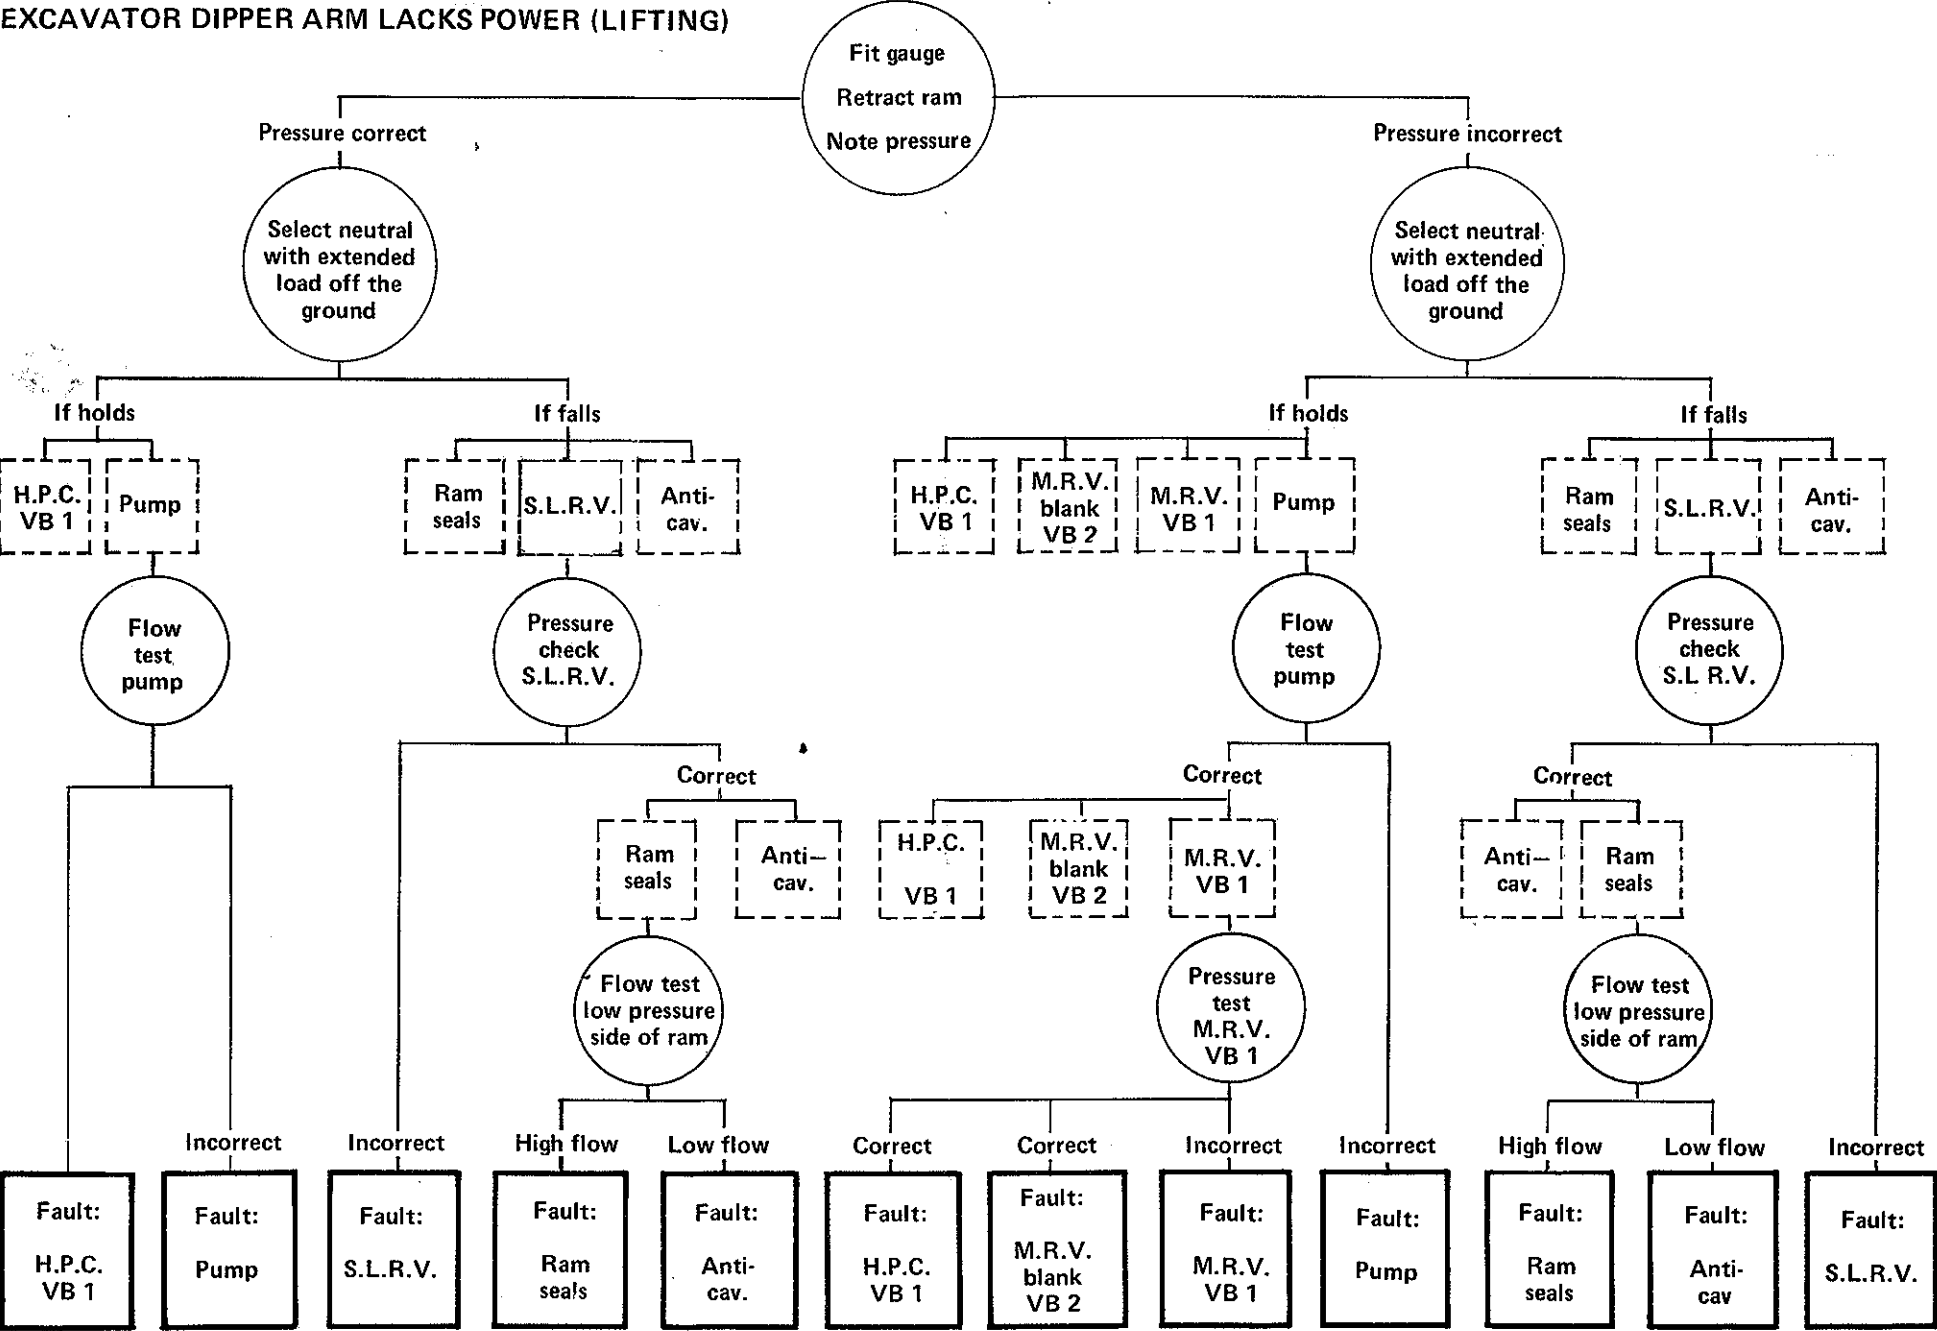 EXCAVATOR DIPPER ARM LACKS POWER (LIFTING)
Fit gauge
Retract ram
Note pressure
Pressure correct
Pressure incorrect
Select neutral
with extended
load off the
ground
Select neutral
with extended
load off the
ground
If holds
If falls
If holds
If falls
H.P.C.
VB 1
Pump
Ram
seals
S.L.R.V.
Anti-
cav.
H.P.C.
VB 1
M.R.V.
blank
VB 2
M.R.V.
VB 1
Pump
Ram
seals
S.L.R.V.
Anti-
cav.
Flow
test
pump
Pressure
check
S.L.R.V.
Flow
test
pump
Pressure
check
S.L R.V.
Correct
Correct
Correct
Ram
seals
Anti—
cav.
H.P.C.
VB 1
M.R.V.
blank
VB 2
M.R.V.
VB 1
Anti—
cav.
Ram
seals
Flow test
low pressure
side of ram
Pressure
test
M.R.V.
VB 1
Flow test
low pressure
side of ram
Incorrect
Incorrect
High flow
Low flow
Correct
Correct
Incorrect
Incorrect
High flow
Low flow
Incorrect
Fault:
H.P.C.
VB 1
Fault:
Pump
Fault:
S.L.R.V.
Fault:
Ram
seals
Fault:
Anti-
cav.
Fault:
H.P.C.
VB 1
Fault:
M.R.V.
blank
VB 2
Fault:
M.R.V.
VB 1
Fault:
Pump
Fault:
Ram
seals
Fault:
Anti-
cav
Fault:
S.L.R.V.